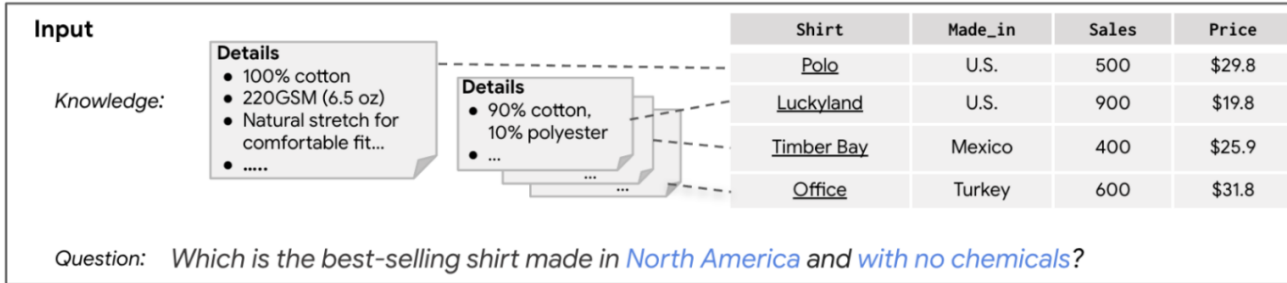 Input
Knowledge:
Details
● 100% cotton
● 220GSM (6.5 oz)
● Natural stretch for
comfortable fit...
● .....
Details
● 90% cotton,
10% polyester
● ...
...
...
Shirt Made_in Sales Price
Polo U.S. 500 $29.8
Luckyland U.S. 900 $19.8
Timber Bay Mexico 400 $25.9
Office Turkey 600 $31.8
Question: Which is the best-selling shirt made in North America and with no chemicals?